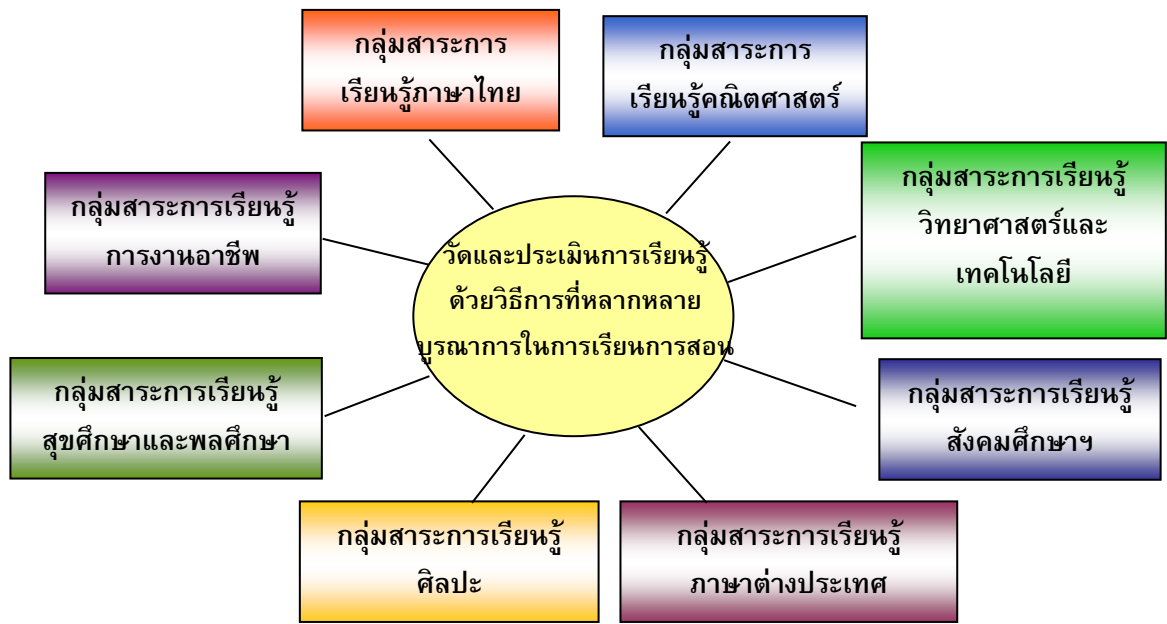 กลุ่มสาระการ
เรียนรู้ภาษาไทย
กลุ่มสาระการ
เรียนรู้คณิตศาสตร์
กลุ่มสาระการเรียนรู้
วิทยาศาสตร์และ
เทคโนโลยี
กลุ่มสาระการเรียนรู้
การงานอาชีพ
วัดและประเมินการเรียนรู้
ด้วยวิธีการที่หลากหลาย
บูรณาการในการเรียนการสอน
กลุ่มสาระการเรียนรู้
สุขศึกษาและพลศึกษา
กลุ่มสาระการเรียนรู้
สังคมศึกษาฯ
กลุ่มสาระการเรียนรู้
ศิลปะ
กลุ่มสาระการเรียนรู้
ภาษาต่างประเทศ